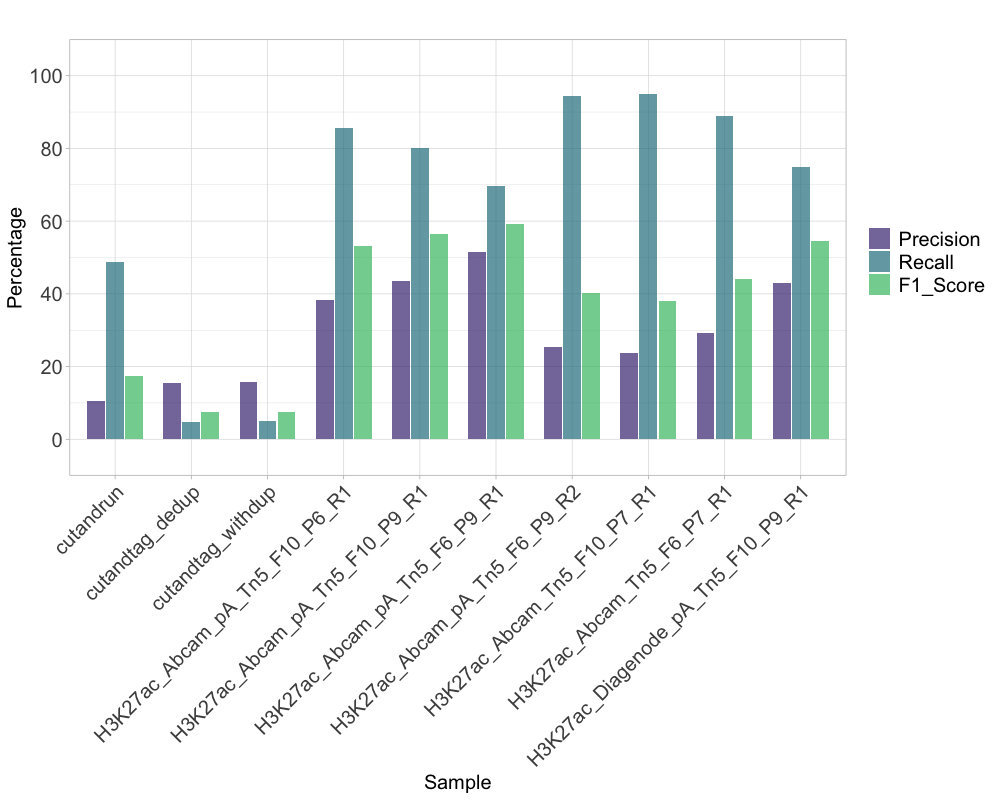 100
80
60
40
20
0
Percentage
cutandrun
cutandtag_dedup
cutandtag_withdup
H3K27ac_Abcam_pA_Tn5_F10_P6_R1
H3K27ac_Abcam_pA_Tn5_F10_P9_R1
H3K27ac_Abcam_pA_Tn5_F6_P9_R1
H3K27ac_Abcam_pA_Tn5_F6_P9_R2
H3K27ac_Abcam_Tn5_F10_P7_R1
H3K27ac_Abcam_Tn5_F6_P7_R1
H3K27ac_Diagenode_pA_Tn5_F10_P9_R1
Sample
Precision
Recall
F1_Score